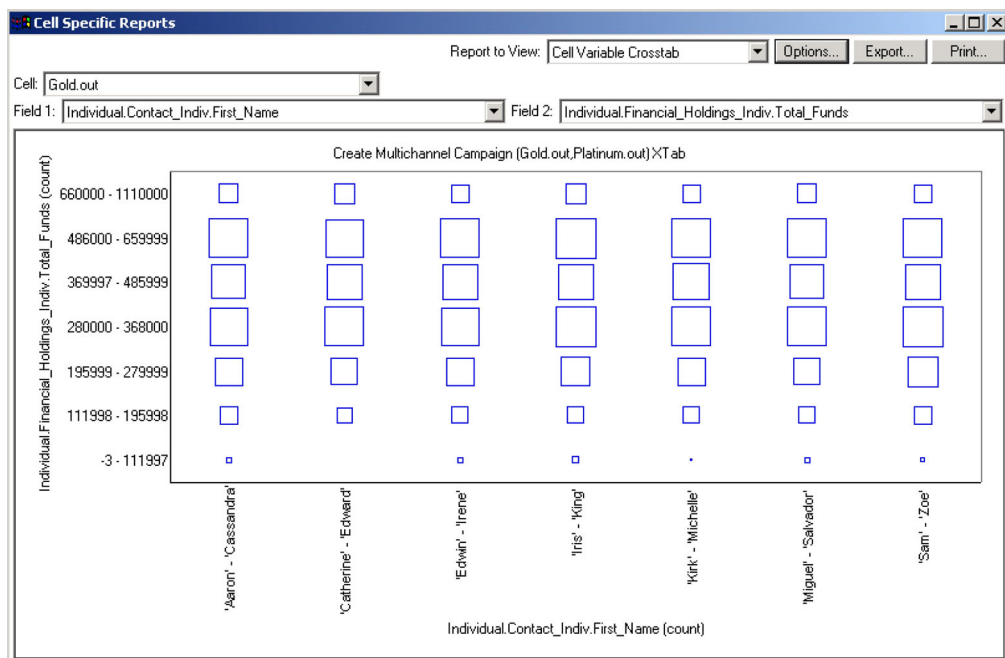 Cell Specific Reports
Report to View: Cell Variable Crosstab Options... Export... Print...
Cell: Gold.out
Field 1: Individual.Contact_Indiv.First_Name Field 2: Individual.Financial_Holdings_Indiv.Total_Funds
Create Multichannel Campaign (Gold.out,Platinum.out) XTab
Individual.Financial_Holdings_Indiv.Total_Funds (count)
660000 - 1110000
486000 - 659999
369997 - 485999
280000 - 368000
195999 - 279999
111998 - 195998
-3 - 111997
'Aaron' - 'Cassandra'
'Catherine' - 'Edward'
'Edwin' - 'Irene'
'Iris' - 'King'
'Kirk' - 'Michelle'
'Miguel' - 'Salvador'
'Sam' - 'Zoe'
Individual.Contact_Indiv.First_Name (count)